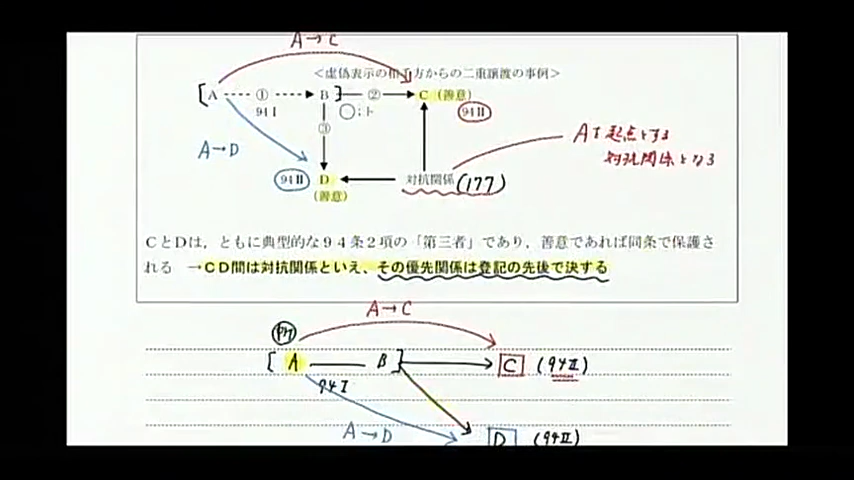 A→C
<虚偽表示の相手方からの二重譲渡の事例>
[A ① B] ② C (善意)
94Ⅰ ◯:ト 94Ⅱ
③
A→D
Aを起点とする
対抗関係となる
94Ⅱ D 対抗関係(177)
(善意)
CとDは,ともに典型的な94条2項の「第三者」であり,善意であれば同条で保護さ
れる →CD間は対抗関係といえ、その優先関係は登記の先後で決する
A→C
[A B] C (94Ⅱ)
94Ⅰ
A→D D (94Ⅱ)